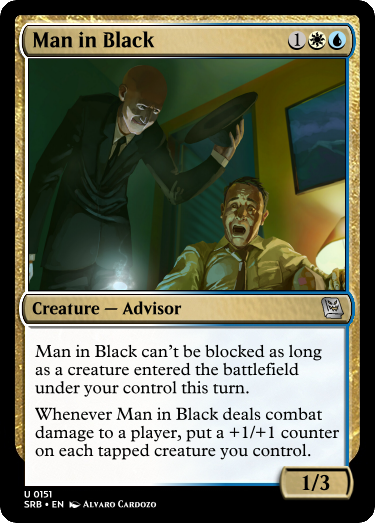 Man in Black 1
Creature — Advisor
Man in Black can't be blocked as long
as a creature entered the battlefield
under your control this turn.
Whenever Man in Black deals combat
damage to a player, put a +1/+1 counter
on each tapped creature you control.
1/3
U 0151
SRB • EN Alvaro Cardozo